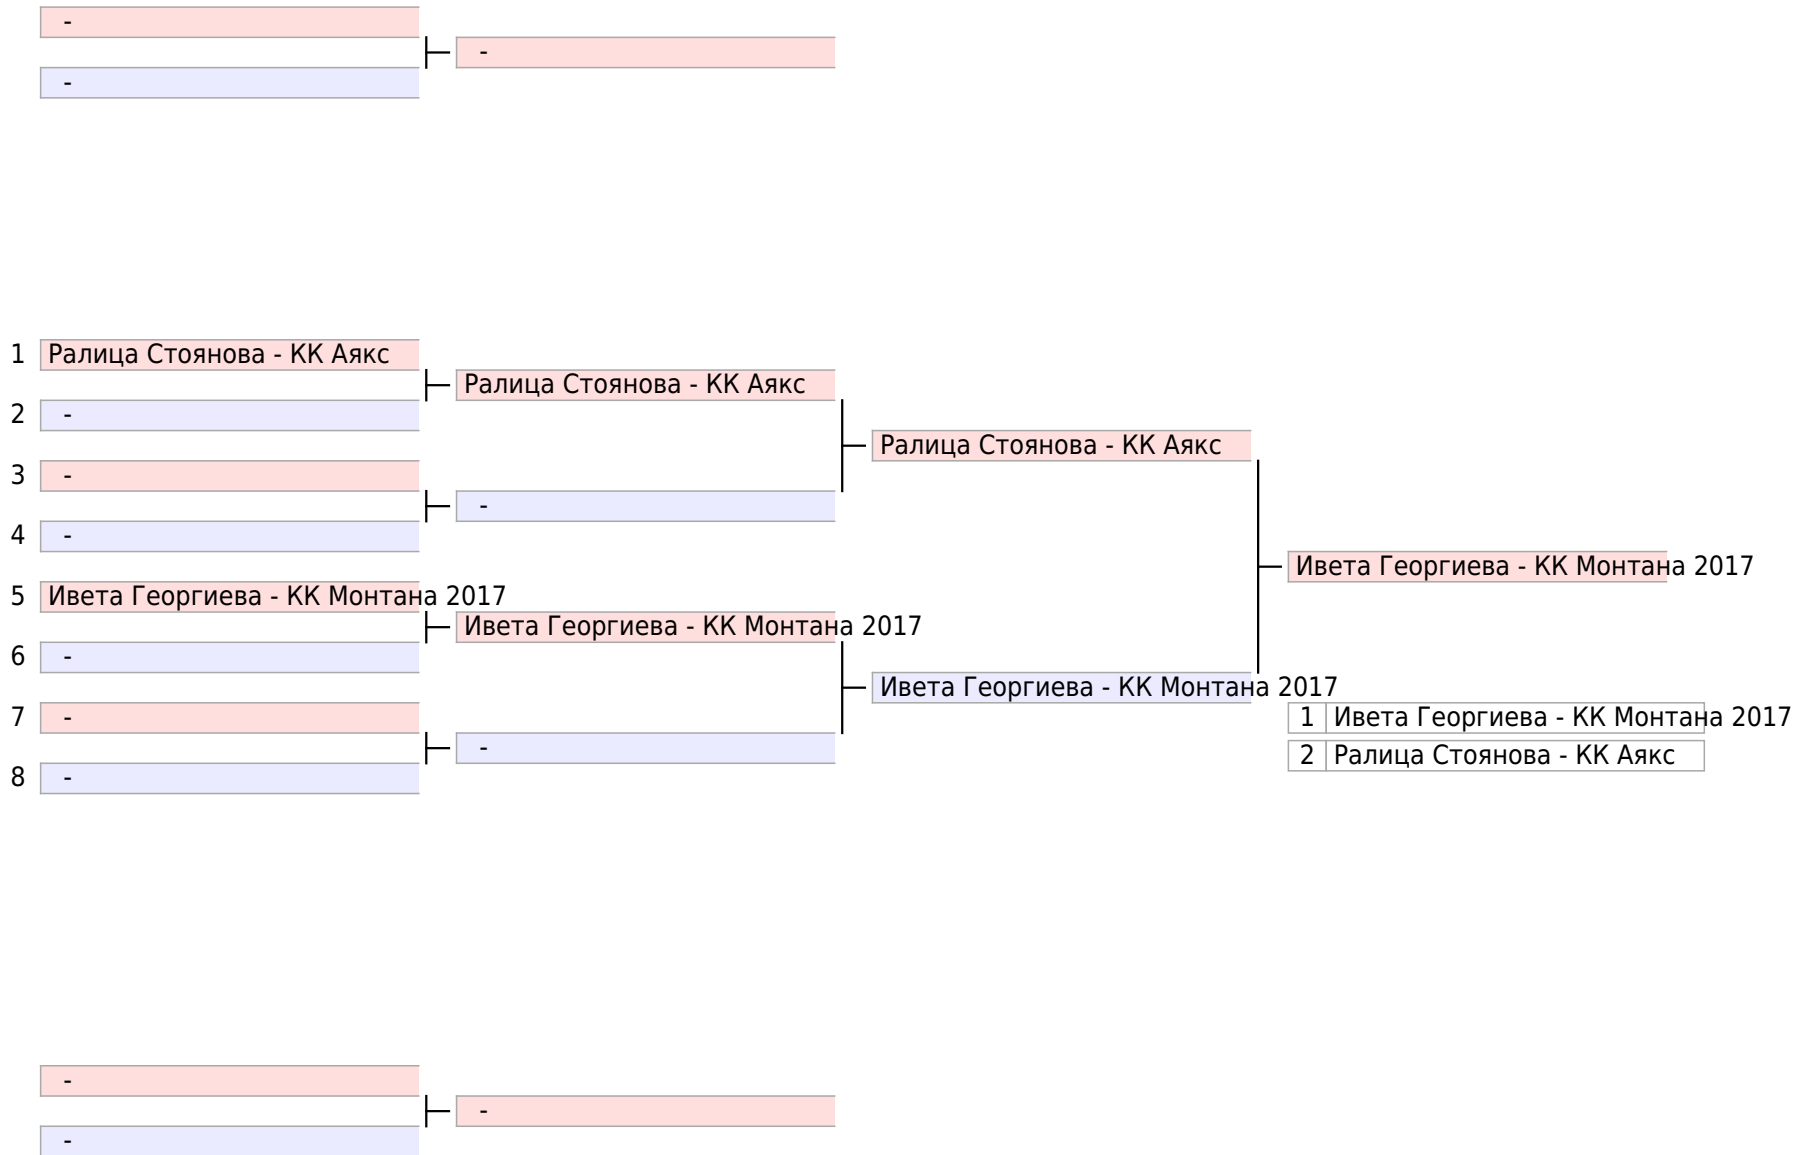 -
-
-
1 Ралица Стоянова - КК Аякс
Ралица Стоянова - КК Аякс
2 -
Ралица Стоянова - КК Аякс
3 -
-
4 -
Ивета Георгиева - КК Монтана 2017
5 Ивета Георгиева - КК Монтана 2017
Ивета Георгиева - КК Монтана 2017
6 -
Ивета Георгиева - КК Монтана 2017
7 -
1 Ивета Георгиева - КК Монтана 2017
-
2 Ралица Стоянова - КК Аякс
8 -
-
-
-